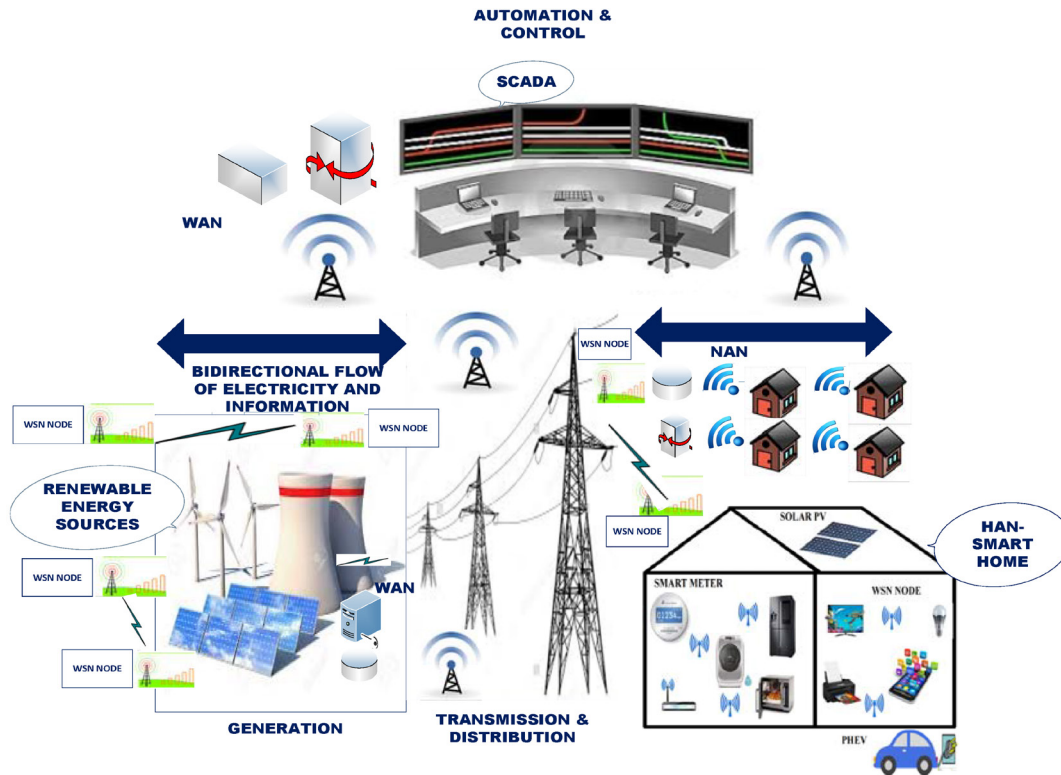 AUTOMATION &
CONTROL
SCADA
WAN
BIDIRECTIONAL FLOW
OF ELECTRICITY AND
INFORMATION
WSN NODE
NAN
WSN NODE
WSN NODE
RENEWABLE
ENERGY
SOURCES
WSN NODE
WSN NODE
WAN
WSN NODE
SOLAR PV
HAN-
SMART
HOME
SMART METER
WSN NODE
GENERATION
TRANSMISSION &
DISTRIBUTION
PHEV